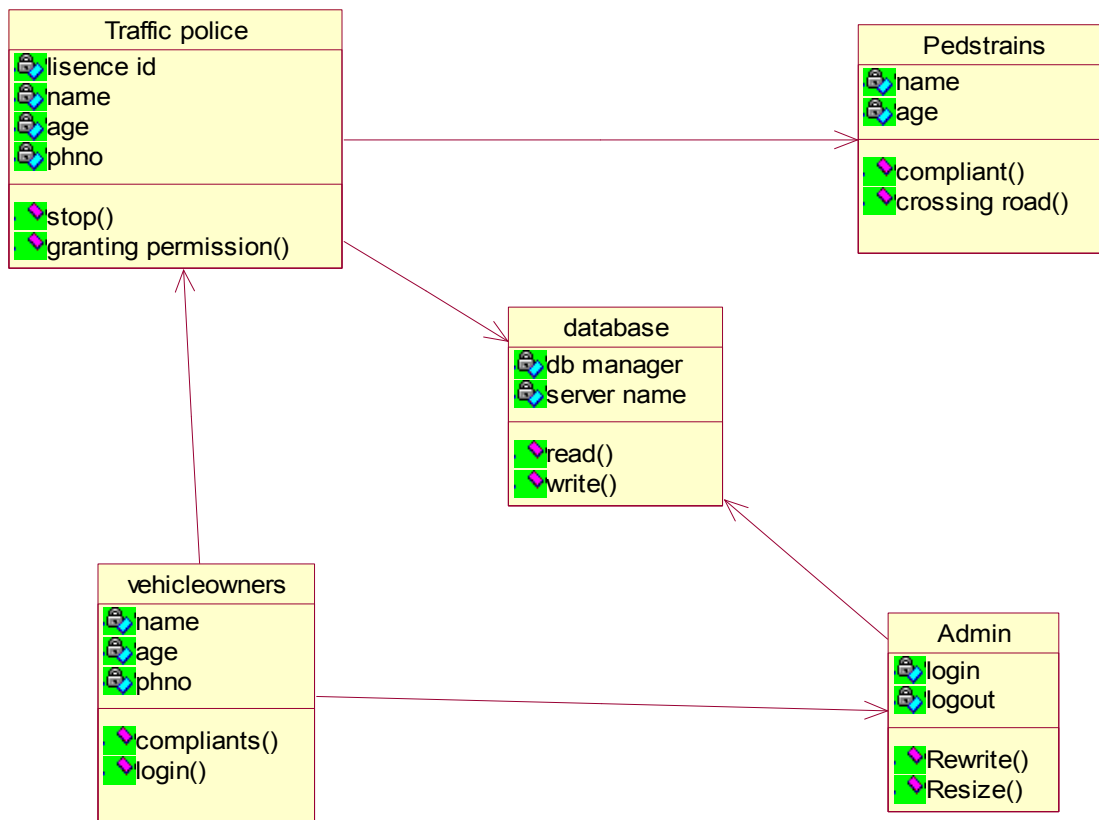 Traffic police
lisence id
name
age
phno
stop()
granting permission()
Pedstrains
name
age
compliant()
crossing road()
database
db manager
server name
read()
write()
vehicleowners
name
age
phno
compliants()
login()
Admin
login
logout
Rewrite()
Resize()